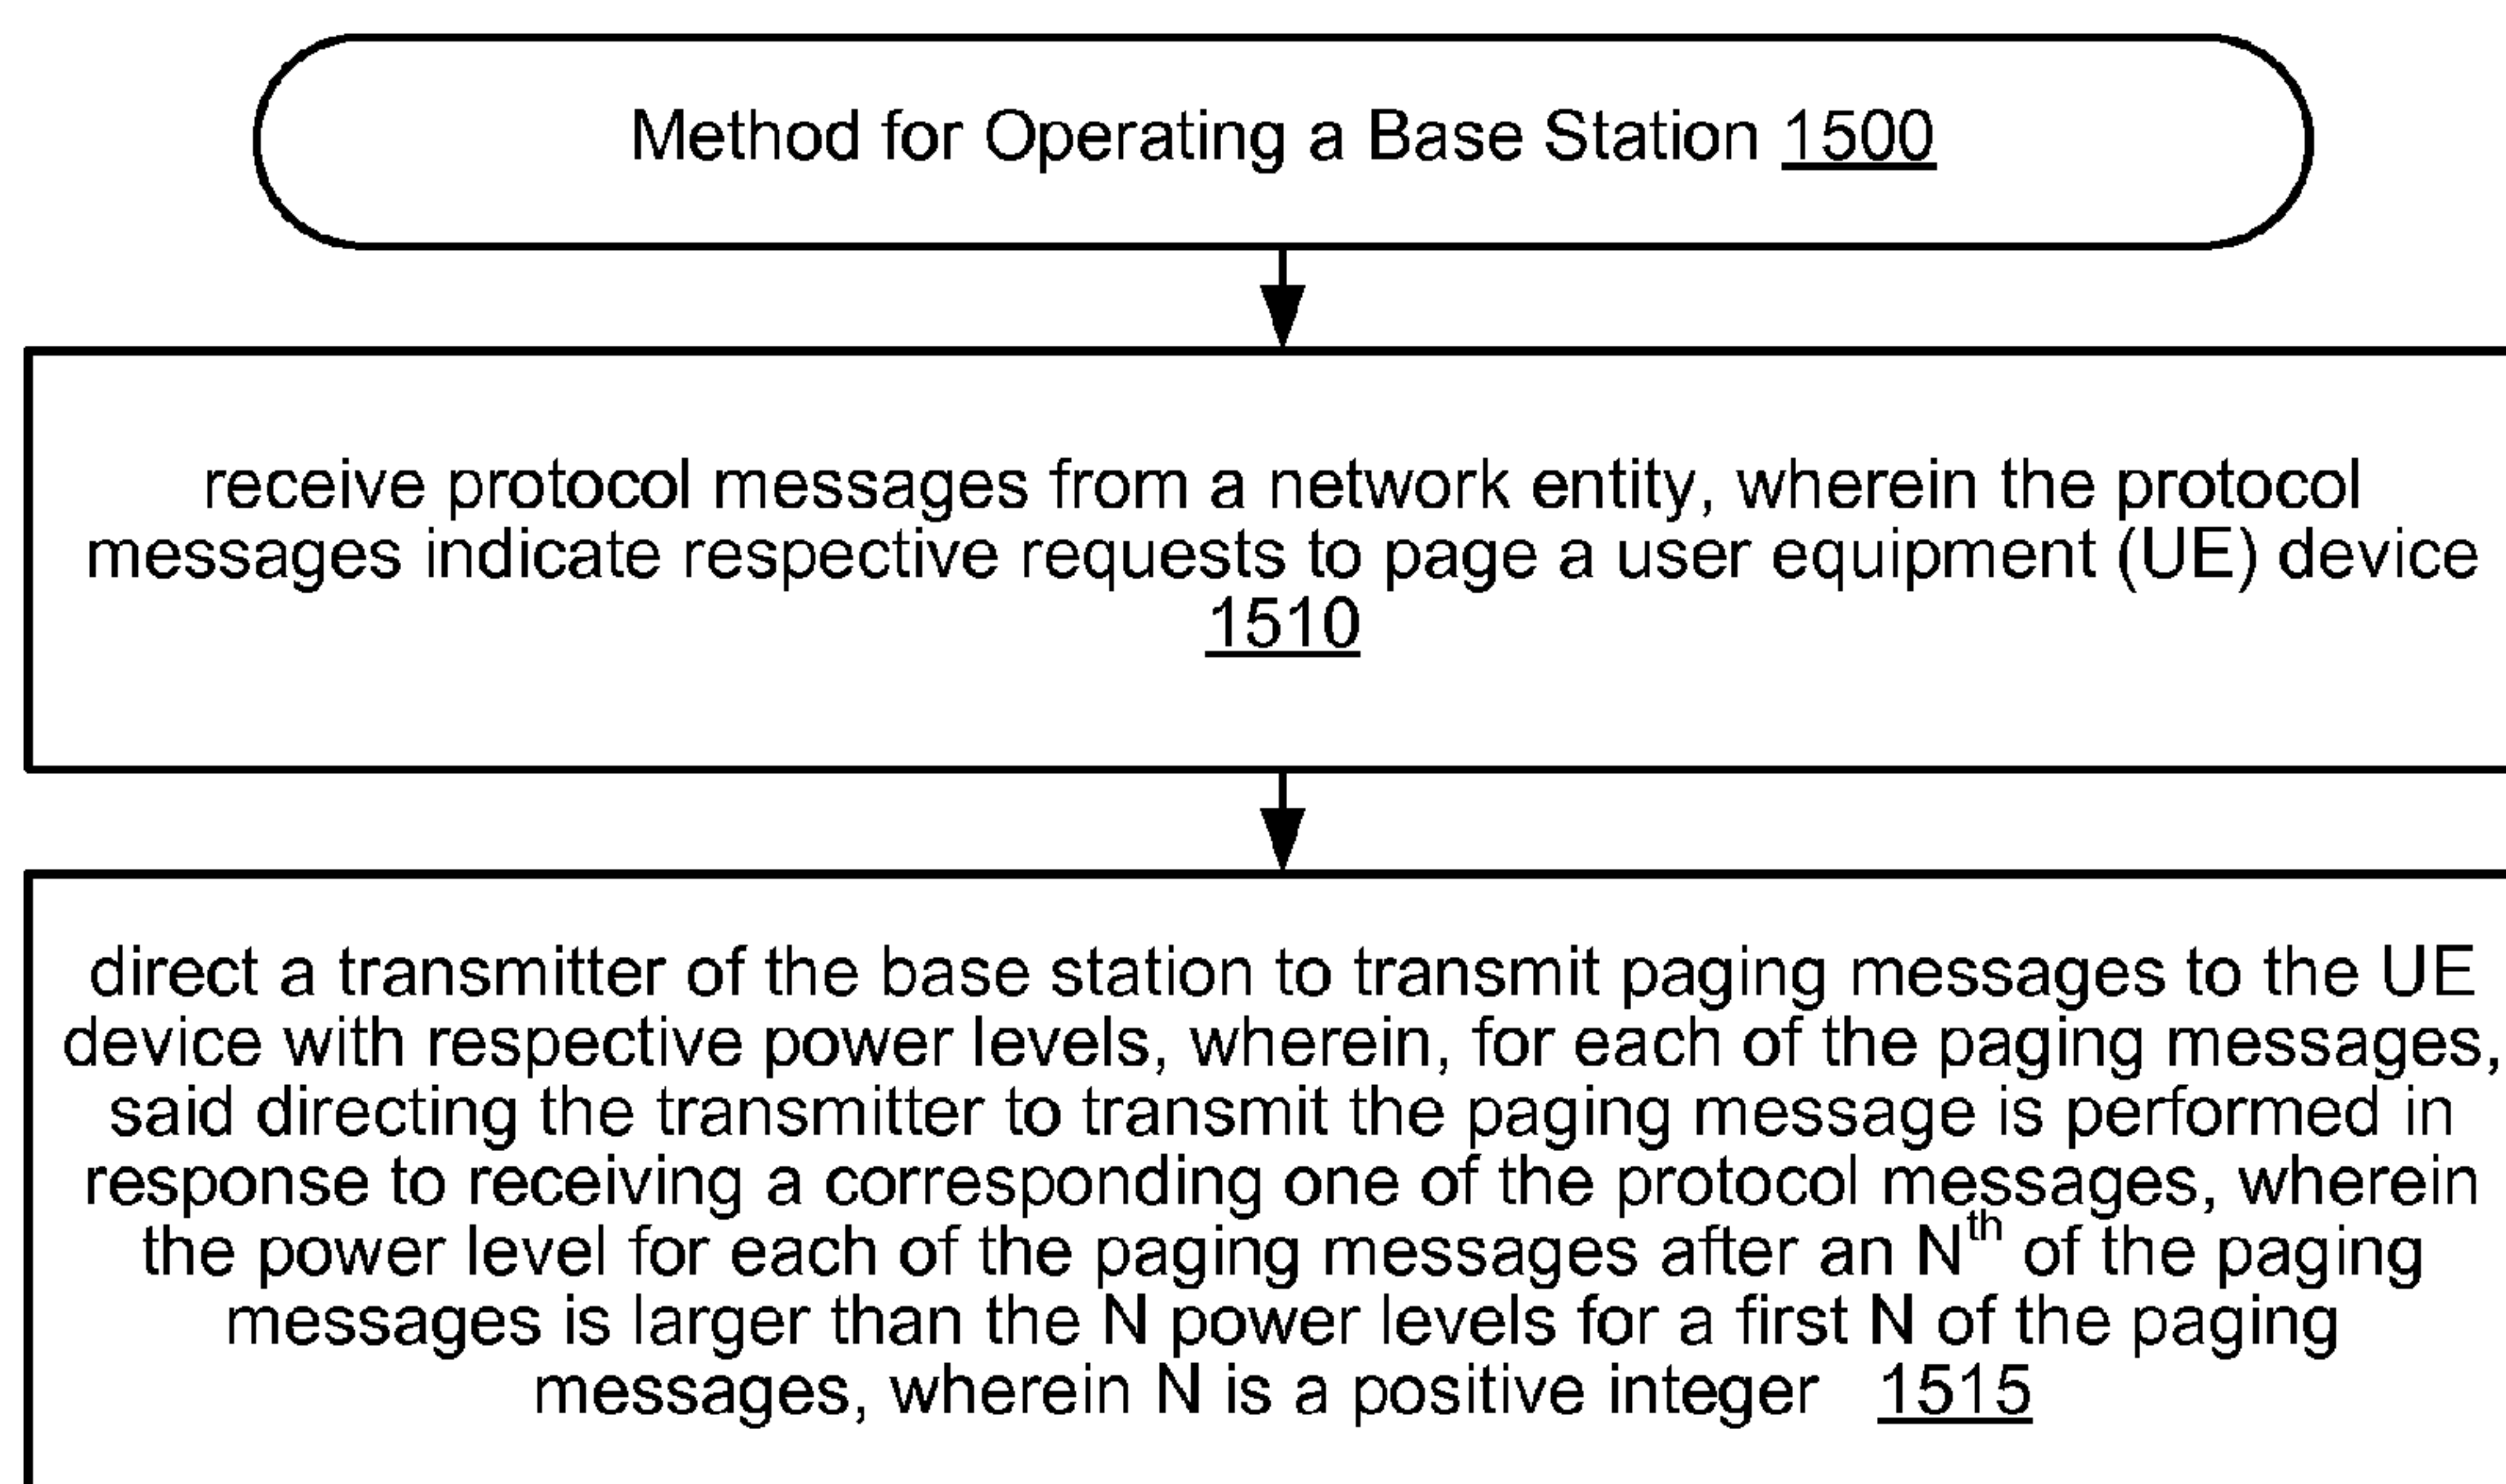 Method for Operating a Base Station 1500
receive protocol messages from a network entity, wherein the protocol
messages indicate respective requests to page a user equipment (UE) device
1510
direct a transmitter of the base station to transmit paging messages to the UE
device with respective power levels, wherein, for each of the paging messages,
said directing the transmitter to transmit the paging message is performed in
response to receiving a corresponding one of the protocol messages, wherein
the power level for each of the paging messages after an Nth of the paging
messages is larger than the N power levels for a first N of the paging
messages, wherein N is a positive integer 1515